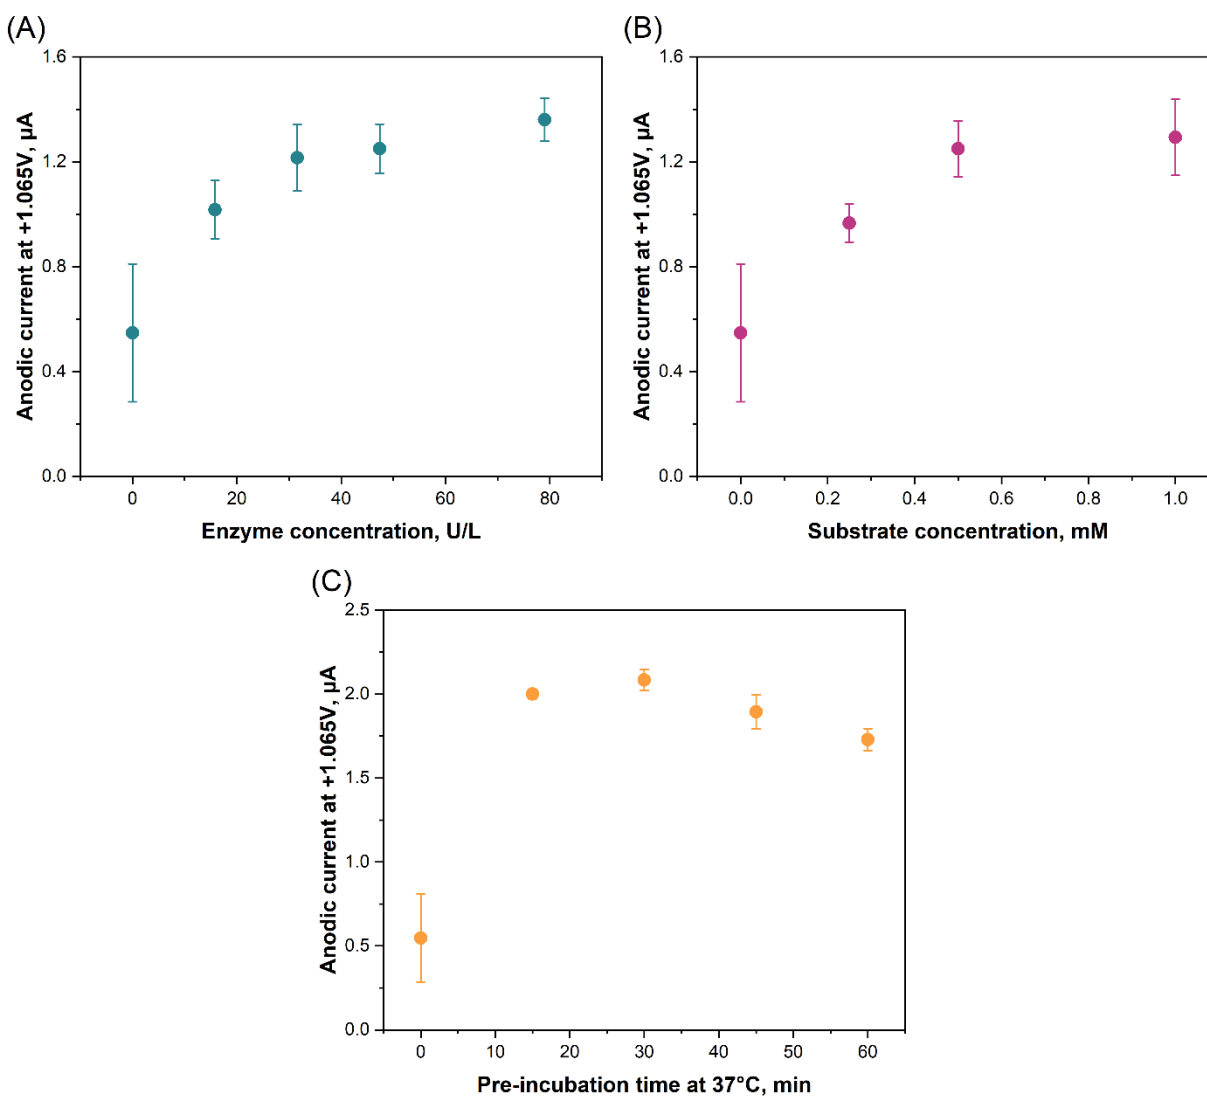 (A)
Anodic current at +1.065V, µA
1.6
1.2
0.8
0.4
0.0
0 20 40 60 80
Enzyme concentration, U/L
(B)
Anodic current at +1.065V, µA
1.6
1.2
0.8
0.4
0.0
0.0 0.2 0.4 0.6 0.8 1.0
Substrate concentration, mM
(C)
Anodic current at +1.065V, µA
2.5
2.0
1.5
1.0
0.5
0.0
0 10 20 30 40 50 60
Pre-incubation time at 37°C, min